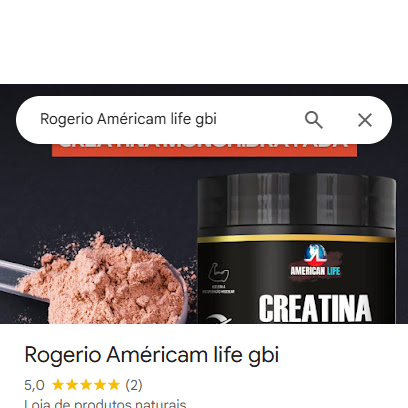 Rogerio Américam life gbi
CREATINA MONOHIDRATADA
AMERICAN LIFE
CREATINA
Rogerio Américam life gbi
5,0 ★★★★★ (2)
Loja de produtos naturais